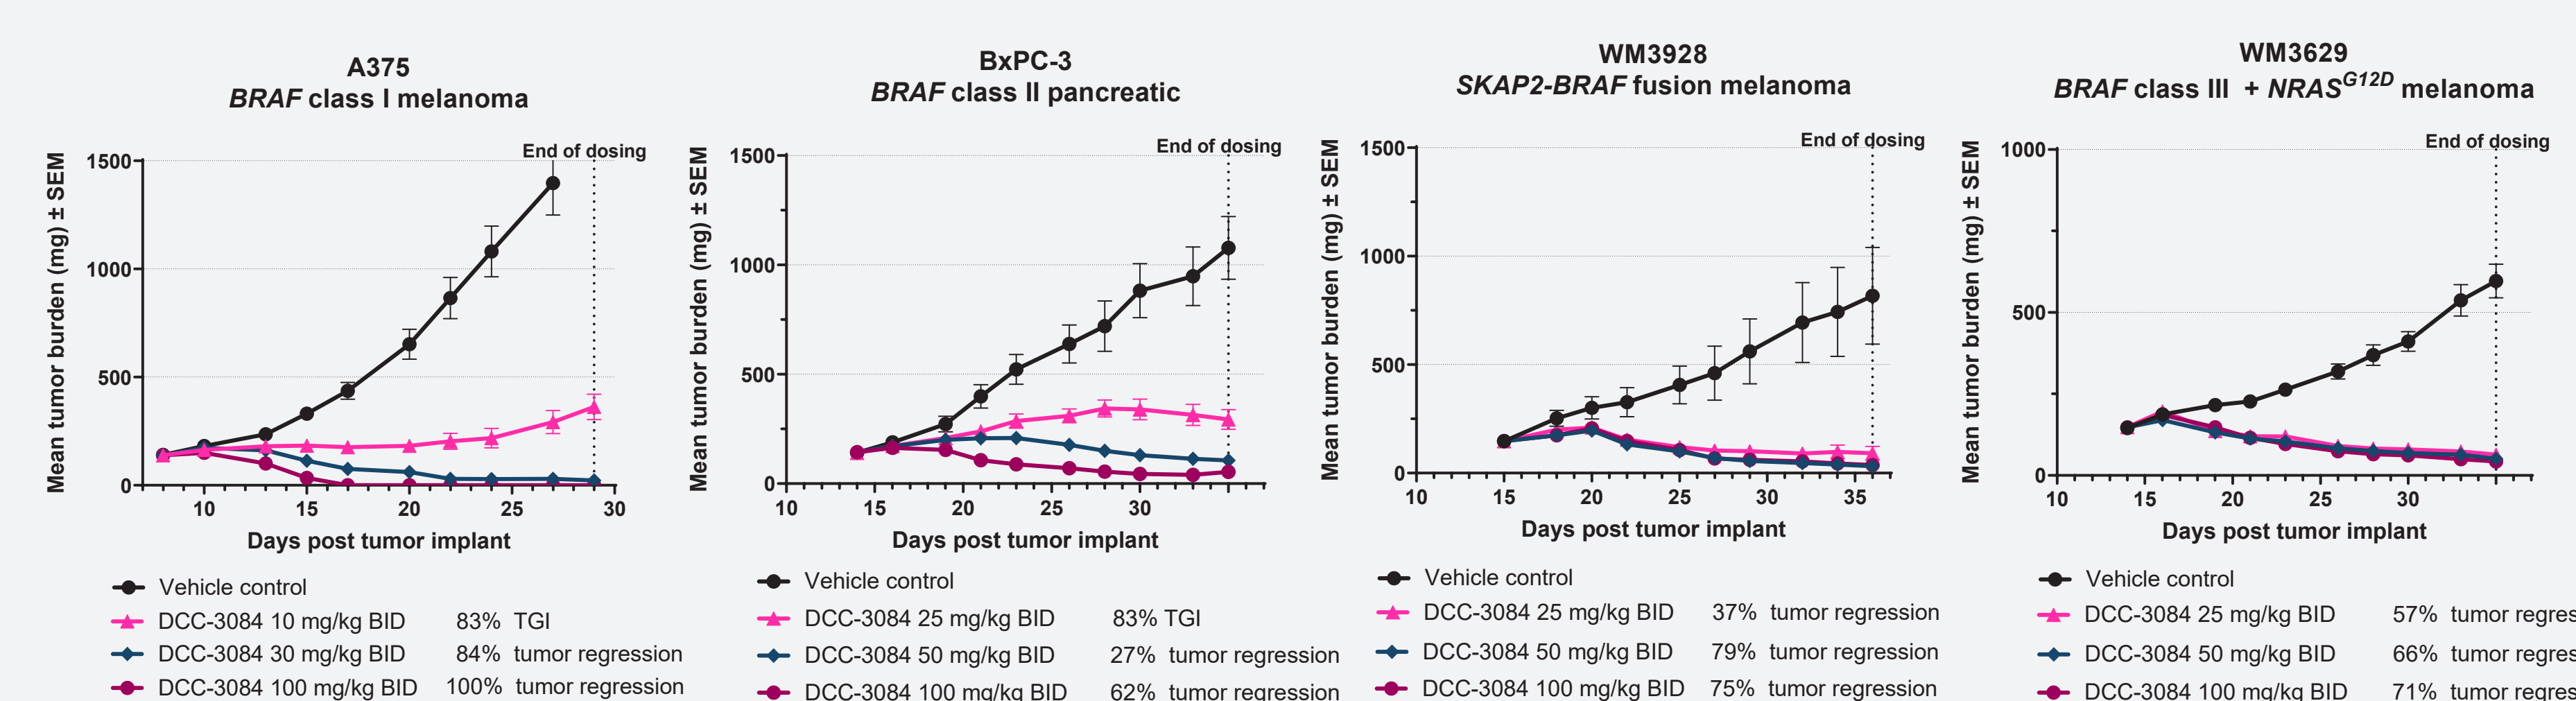 A375
BRAF class I melanoma
End of dosing
Mean tumor burden (mg) ± SEM
1500
1000
500
0
10 15 20 25 30
Days post tumor implant
Vehicle control
DCC-3084 10 mg/kg BID 83% TGI
DCC-3084 30 mg/kg BID 84% tumor regression
DCC-3084 100 mg/kg BID 100% tumor regression
BxPC-3
BRAF class II pancreatic
End of dosing
Mean tumor burden (mg) ± SEM
1500
1000
500
0
10 15 20 25 30
Days post tumor implant
Vehicle control
DCC-3084 25 mg/kg BID 83% TGI
DCC-3084 50 mg/kg BID 27% tumor regression
DCC-3084 100 mg/kg BID 62% tumor regression
WM3928
SKAP2-BRAF fusion melanoma
End of dosing
Mean tumor burden (mg) ± SEM
1500
1000
500
0
10 15 20 25 30 35
Days post tumor implant
Vehicle control
DCC-3084 25 mg/kg BID 37% tumor regression
DCC-3084 50 mg/kg BID 79% tumor regression
DCC-3084 100 mg/kg BID 75% tumor regression
WM3629
BRAF class III + NRAS^G12D melanoma
End of dosing
Mean tumor burden (mg) ± SEM
1000
500
0
10 15 20 25 30
Days post tumor implant
Vehicle control
DCC-3084 25 mg/kg BID 57% tumor regres
DCC-3084 50 mg/kg BID 66% tumor regres
DCC-3084 100 mg/kg BID 71% tumor regres